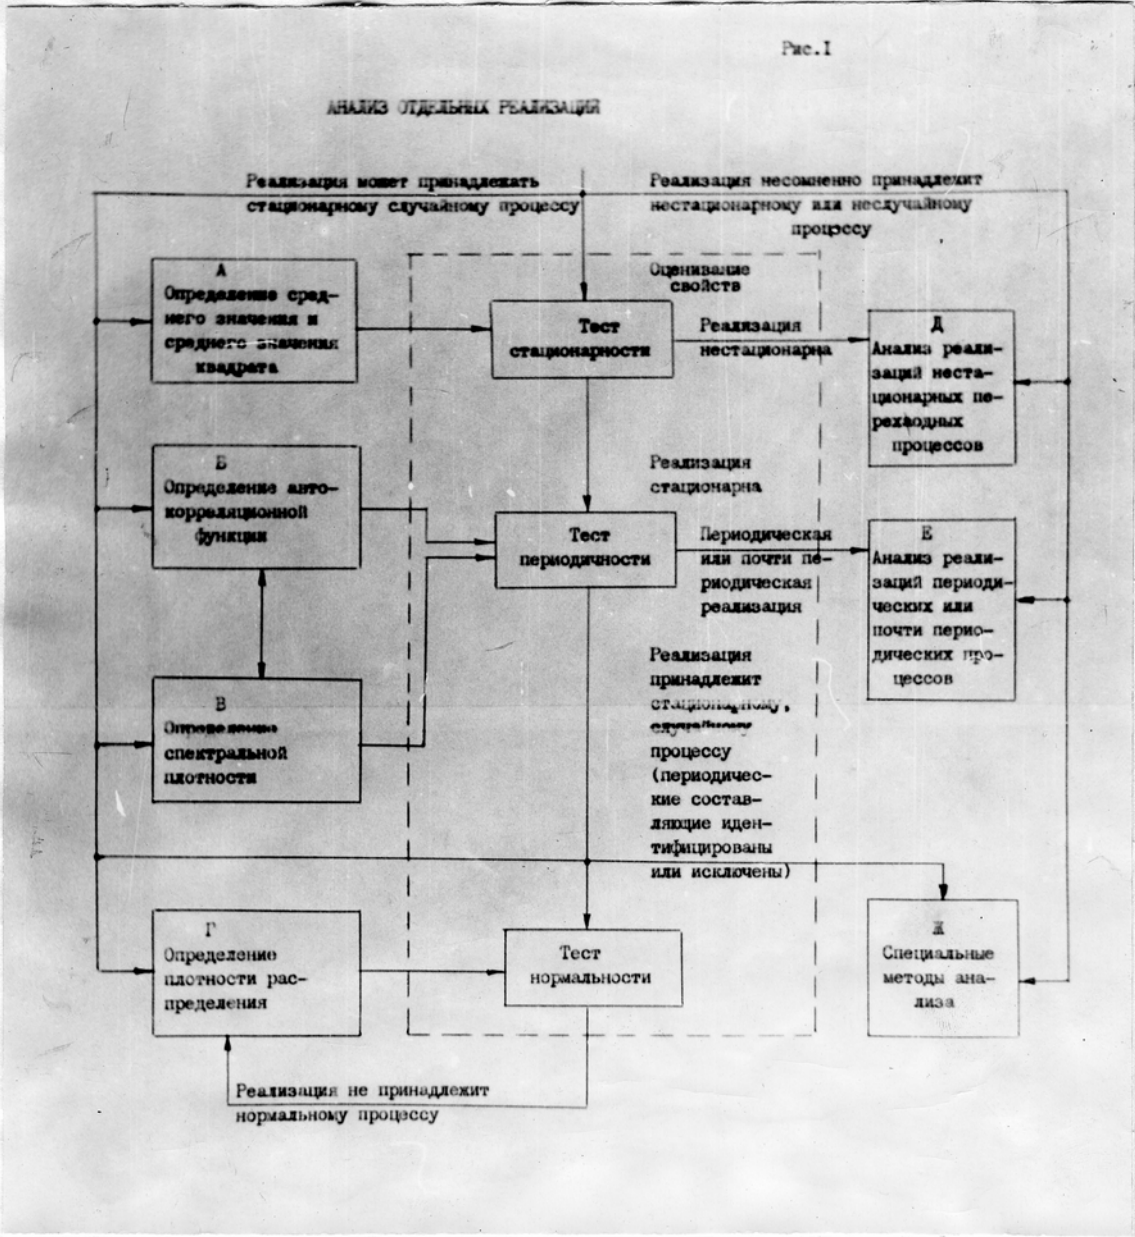 Рис.I
АНАЛИЗ ОТДЕЛЬНЫХ РЕАЛИЗАЦИЙ
Реализация может принадлежать
стационарному случайному процессу
Реализация несомненно принадлежит
нестационарному или неслучайному
процэссу
А
Определение сред-
него значения и
среднего значения
квадрата
Оценивание
свойств
Тест
стационарности
Реализация
нестационарна
Д
Анализ реали-
заций неста-
ционарных пе-
реходных
процессов
Б
Определение авто-
корреляционной
функции
Реализация
стационарна
Тест
периодичности
Периодическая
или почти пе-
риодическая
реализация
Е
Анализ реали-
заций периоди-
ческих или
почти перио-
дических про-
цессов
В
Определение
спектральной
плотности
Реализация
принадлежит
стационарному,
случайному
процессу
(периодичес-
кие состав-
ляющие иден-
тифицированы
или исключены)
Г
Определение
плотности рас-
пределения
Тест
нормальности
Ж
Специальные
методы ана-
лиза
Реализация не принадлежит
нормальному процессу